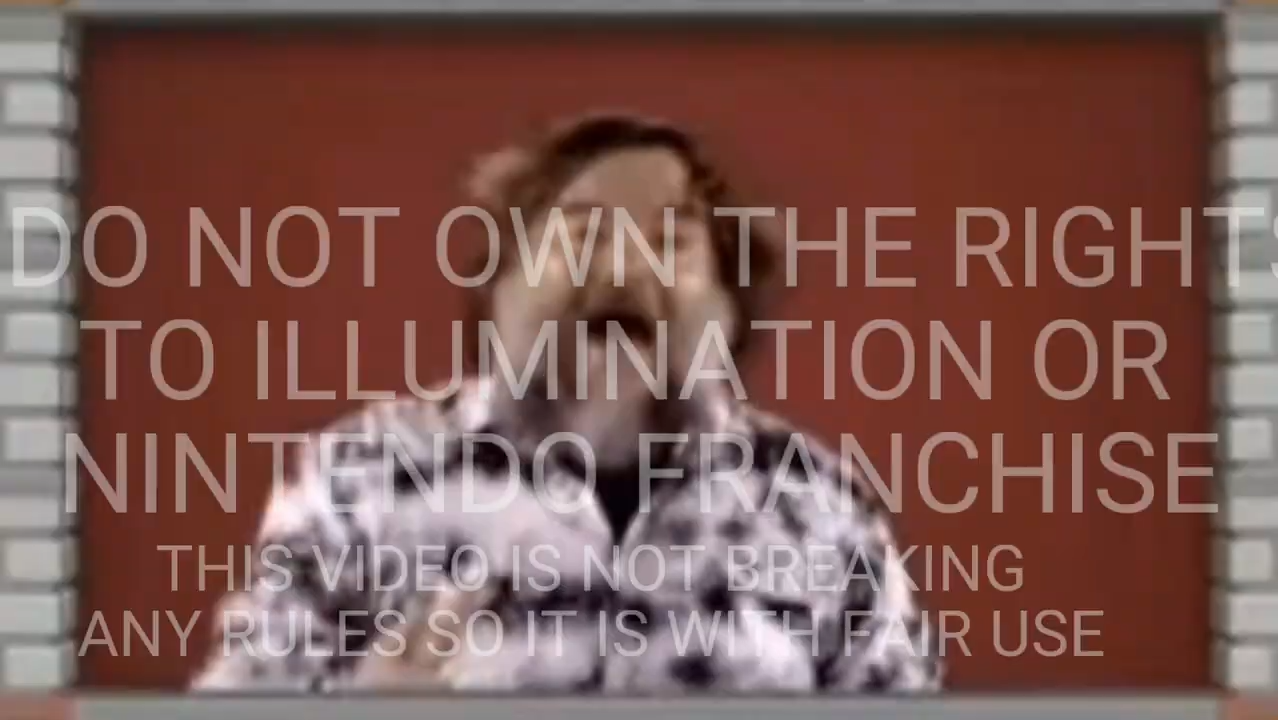 DO NOT OWN THE RIGHTS
TO ILLUMINATION OR
NINTENDO FRANCHISE
THIS VIDEO IS NOT BREAKING
ANY RULES SO IT IS WITH FAIR USE